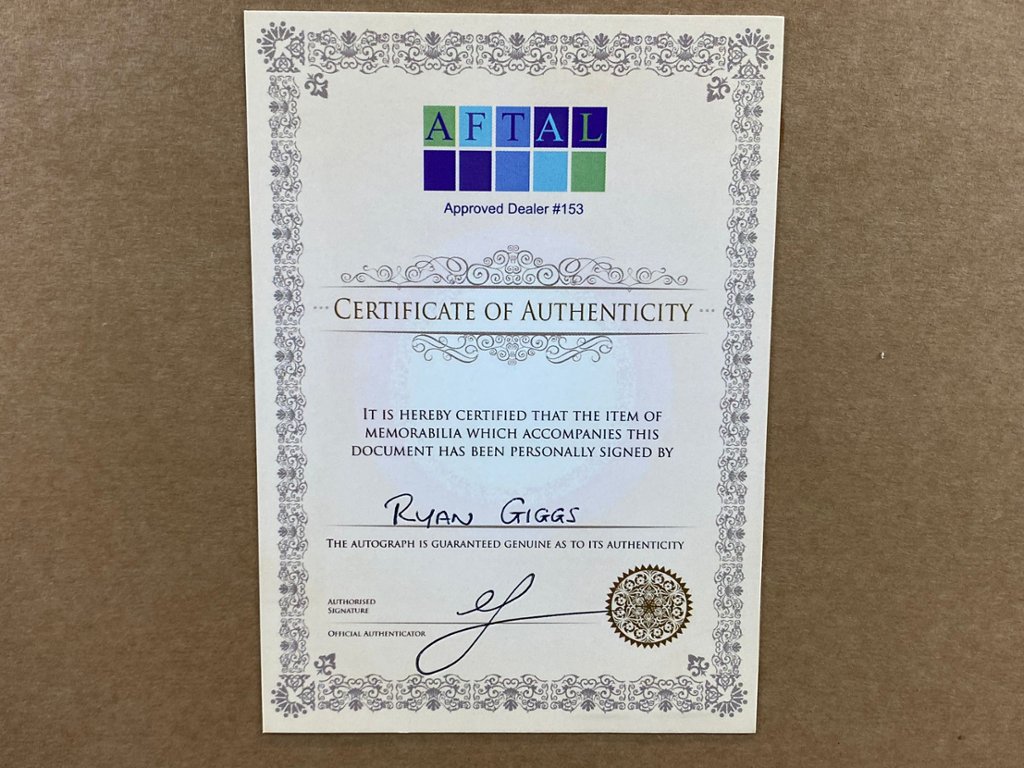 AFTAL
Approved Dealer #153
CERTIFICATE OF AUTHENTICITY
IT IS HEREBY CERTIFIED THAT THE ITEM OF
MEMORABILIA WHICH ACCOMPANIES THIS
DOCUMENT HAS BEEN PERSONALLY SIGNED BY
RYAN GIGGS
THE AUTOGRAPH IS GUARANTEED GENUINE AS TO ITS AUTHENTICITY
AUTHORISED
SIGNATURE
OFFICIAL AUTHENTICATOR